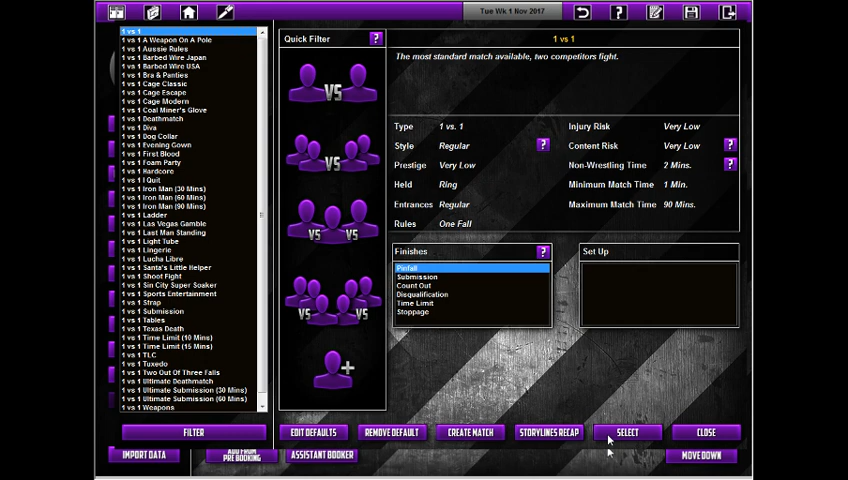 Tue Wk 1 Nov 2017
1 vs 1
1 vs 1 A Weapon On A Pole
1 vs 1 Aussie Rules
1 vs 1 Barbed Wire Japan
1 vs 1 Barbed Wire USA
1 vs 1 Bra & Panties
1 vs 1 Cage Classic
1 vs 1 Cage Escape
1 vs 1 Cage Modern
1 vs 1 Coal Miner's Glove
1 vs 1 Deathmatch
1 vs 1 Diva
1 vs 1 Dog Collar
1 vs 1 Evening Gown
1 vs 1 First Blood
1 vs 1 Foam Party
1 vs 1 Hardcore
1 vs 1 I Quit
1 vs 1 Iron Man (30 Mins)
1 vs 1 Iron Man (60 Mins)
1 vs 1 Iron Man (90 Mins)
1 vs 1 Ladder
1 vs 1 Las Vegas Gamble
1 vs 1 Last Man Standing
1 vs 1 Light Tube
1 vs 1 Lingerie
1 vs 1 Lucha Libre
1 vs 1 Santa's Little Helper
1 vs 1 Shoot Fight
1 vs 1 Sin City Super Soaker
1 vs 1 Sports Entertainment
1 vs 1 Strap
1 vs 1 Submission
1 vs 1 Tables
1 vs 1 Texas Death
1 vs 1 Time Limit (10 Mins)
1 vs 1 Time Limit (15 Mins)
1 vs 1 TLC
1 vs 1 Tuxedo
1 vs 1 Two Out Of Three Falls
1 vs 1 Ultimate Deathmatch
1 vs 1 Ultimate Submission (30 Mins)
1 vs 1 Ultimate Submission (60 Mins)
1 vs 1 Weapons
Quick Filter ?
VS
VS
VS VS
VS VS
1 vs 1
The most standard match available, two competitors fight.
Type 1 vs. 1 Injury Risk Very Low
Style Regular ? Content Risk Very Low ?
Prestige Very Low Non-Wrestling Time 2 Mins. ?
Held Ring Minimum Match Time 1 Min.
Entrances Regular Maximum Match Time 90 Mins.
Rules One Fall
Finishes ? Set Up
Pinfall
Submission
Count Out
Disqualification
Time Limit
Stoppage
FILTER EDIT DEFAULTS REMOVE DEFAULT CREATE MATCH STORYLINES RECAP SELECT CLOSE
IMPORT DATA ADD FROM PRE BOOKING ASSISTANT BOOKER MOVE DOWN